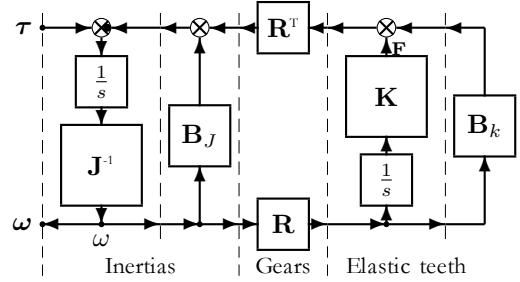 τ
R^T
F
1/s
K
B_J
B_k
J^-1
1/s
ω
R
ω
Inertias Gears Elastic teeth